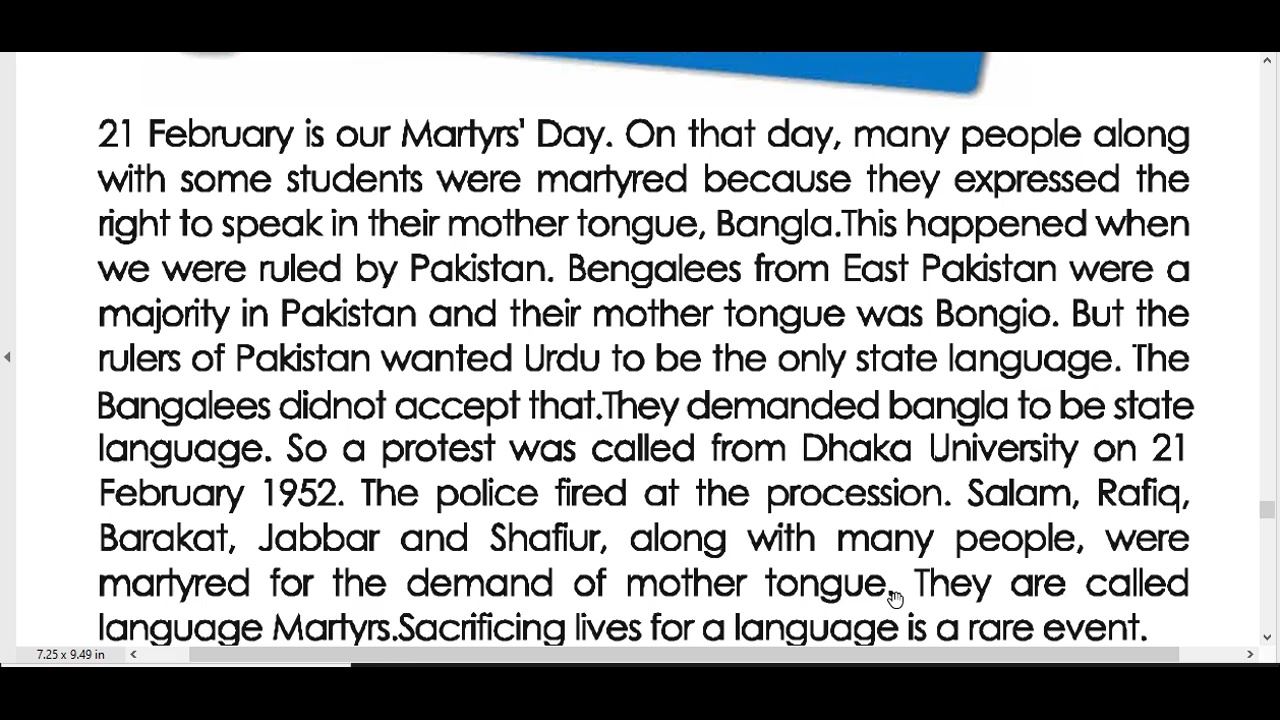 21 February is our Martyrs' Day. On that day, many people along
with some students were martyred because they expressed the
right to speak in their mother tongue, Bangla.This happened when
we were ruled by Pakistan. Bengalees from East Pakistan were a
majority in Pakistan and their mother tongue was Bongio. But the
rulers of Pakistan wanted Urdu to be the only state language. The
Bangalees didnot accept that.They demanded bangla to be state
language. So a protest was called from Dhaka University on 21
February 1952. The police fired at the procession. Salam, Rafiq,
Barakat, Jabbar and Shafiur, along with many people, were
martyred for the demand of mother tongue. They are called
language Martyrs.Sacrificing lives for a language is a rare event.
7.25 x 9.49 in